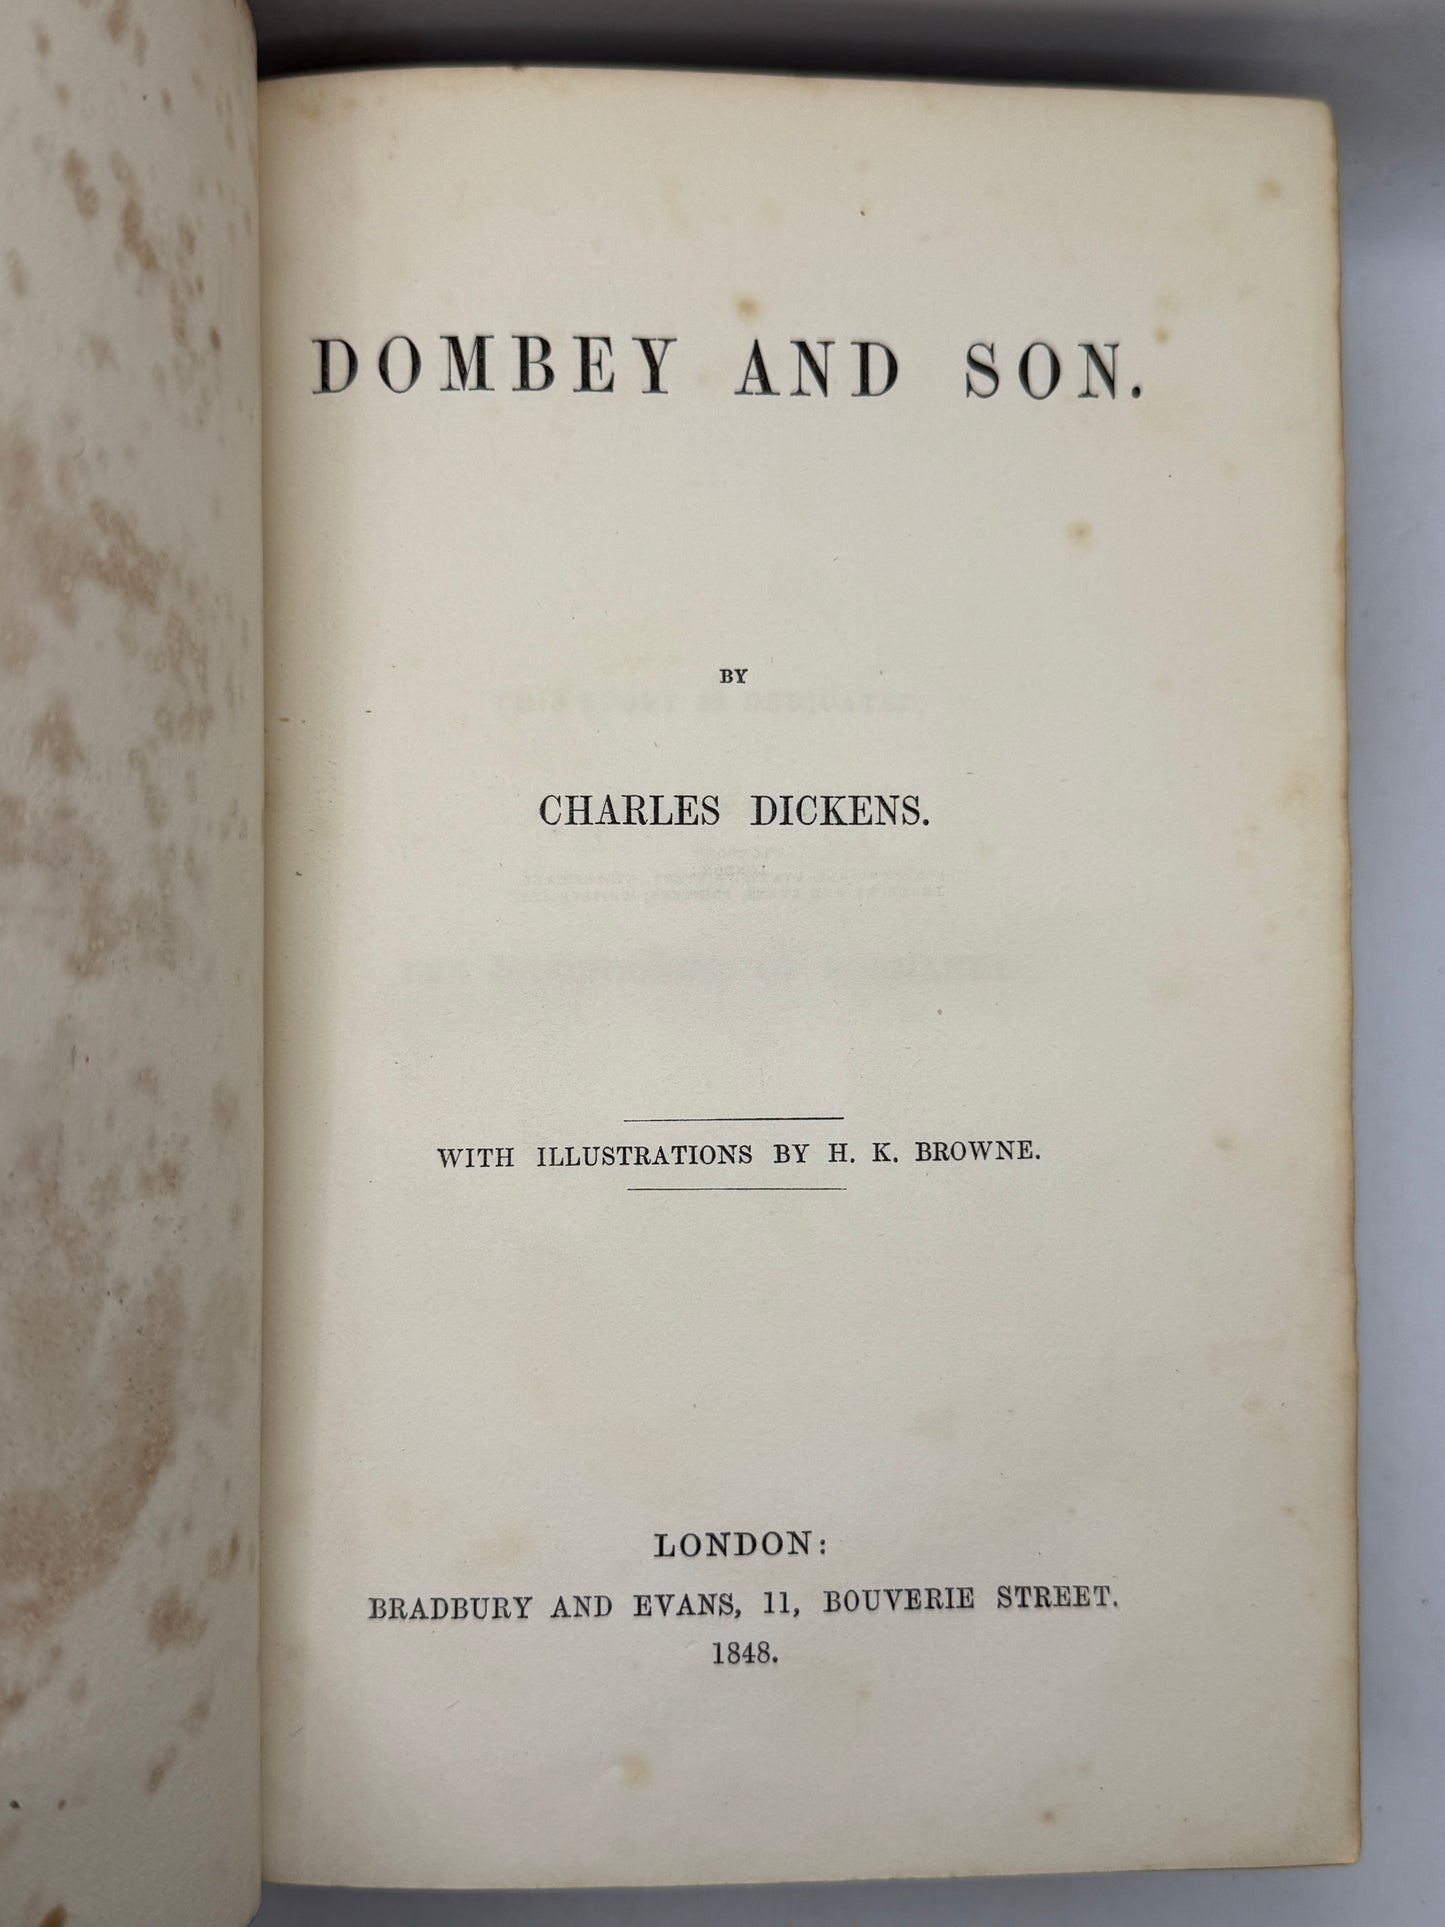 DOMBEY AND SON.
BY
CHARLES DICKENS.
WITH ILLUSTRATIONS BY H. K. BROWNE.
LONDON:
BRADBURY AND EVANS, 11, BOUVERIE STREET.
1848.